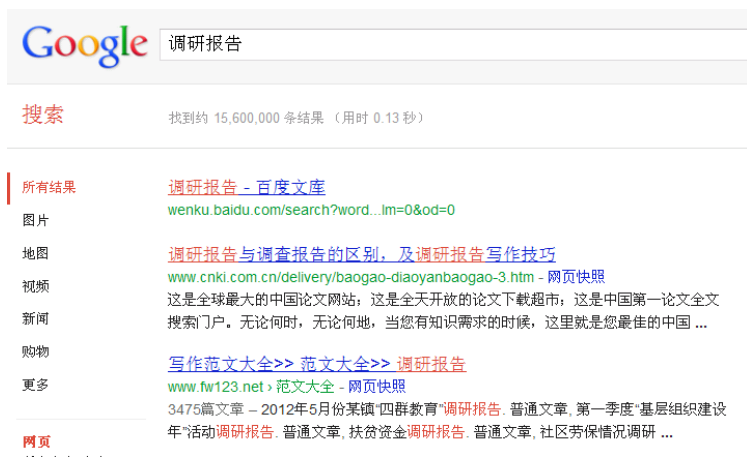 Google 调研报告
搜索 找到约 15,600,000 条结果 （用时 0.13 秒）
所有结果
图片
地图
视频
新闻
购物
更多
网页
调研报告 - 百度文库
wenku.baidu.com/search?word...lm=0&od=0
调研报告与调查报告的区别，及调研报告写作技巧
www.cnki.com.cn/delivery/baogao-diaoyanbaogao-3.htm - 网页快照
这是全球最大的中国论文网站；这是全天开放的论文下载超市；这是中国第一论文全文
搜索门户。无论何时，无论何地，当您有知识需求的时候，这里就是您最佳的中国 ...
写作范文大全>> 范文大全>> 调研报告
www.fw123.net › 范文大全 - 网页快照
3475篇文章 – 2012年5月份某镇“四群教育”调研报告. 普通文章, 第一季度“基层组织建设
年”活动调研报告. 普通文章, 扶贫资金调研报告. 普通文章, 社区劳保情况调研 ...